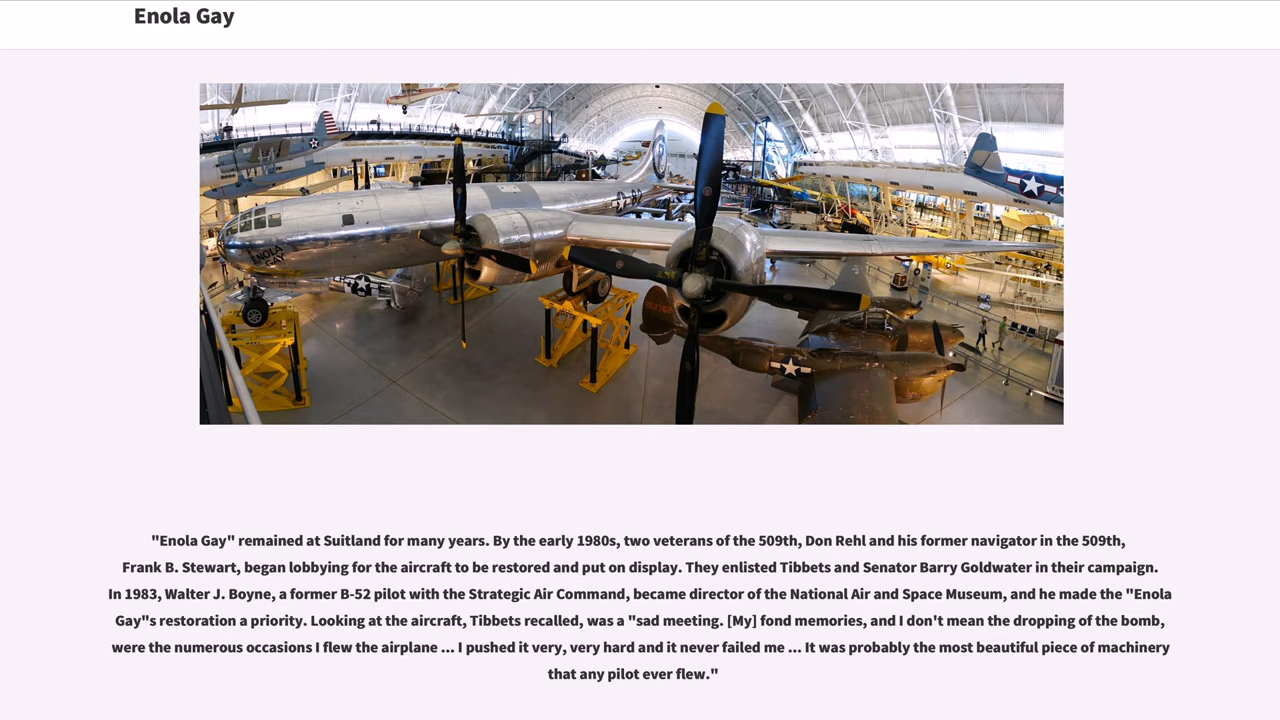 Enola Gay
ENOLA
GAY
"Enola Gay" remained at Suitland for many years. By the early 1980s, two veterans of the 509th, Don Rehl and his former navigator in the 509th,
Frank B. Stewart, began lobbying for the aircraft to be restored and put on display. They enlisted Tibbets and Senator Barry Goldwater in their campaign.
In 1983, Walter J. Boyne, a former B-52 pilot with the Strategic Air Command, became director of the National Air and Space Museum, and he made the "Enola
Gay"s restoration a priority. Looking at the aircraft, Tibbets recalled, was a "sad meeting. [My] fond memories, and I don't mean the dropping of the bomb,
were the numerous occasions I flew the airplane ... I pushed it very, very hard and it never failed me ... It was probably the most beautiful piece of machinery
that any pilot ever flew."